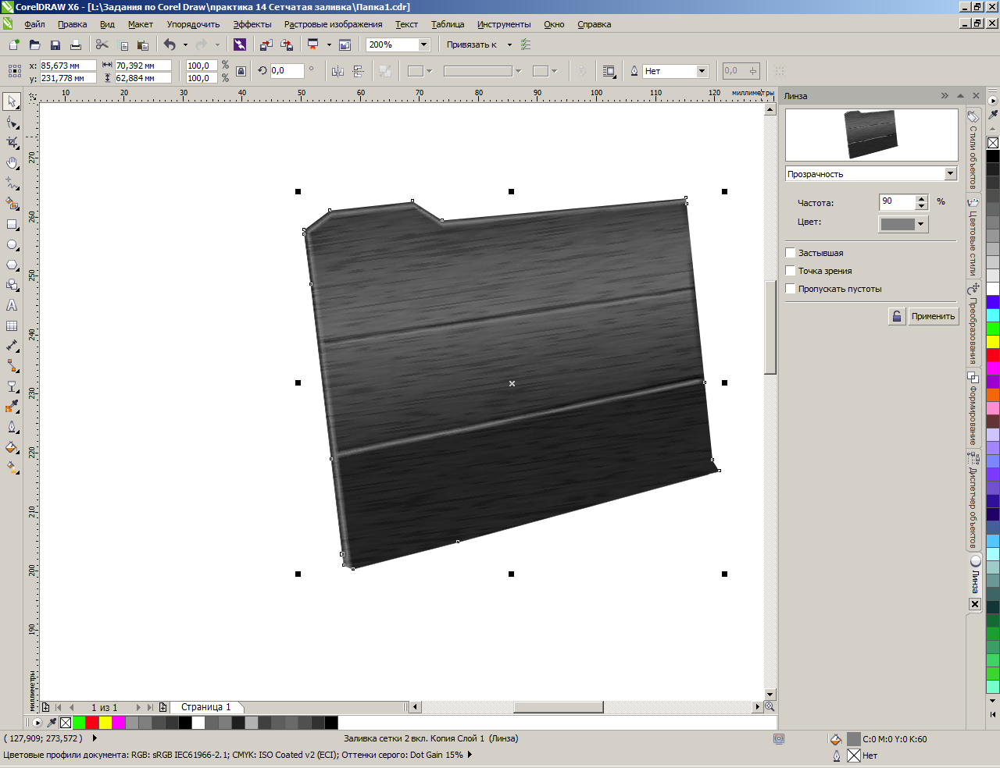 CorelDRAW X6 - [L:\Задания по Corel Draw\практика 14 Сетчатая заливка\Папка1.cdr]
Файл Правка Вид Макет Упорядочить Эффекты Растровые изображения Текст Таблица Инструменты Окно Справка
200% Привязать к
x: 85,673 мм 70,392 мм 100,0 % 0,0 ° Нет 0,0
y: 231,778 мм 62,884 мм 100,0 %
10 20 30 40 50 60 70 80 90 100 110 120 миллиметры
270
260
250
240
230
220
210
200
190
миллиметры
Линза
Прозрачность
Частота: 90 %
Цвет:
Застывшая
Точка зрения
Пропускать пустоты
Применить
Стили объектов
Цветовые стили
Преобразования
Формирование
Диспетчер объектов
Линза
1 из 1 Страница 1
( 127,909; 273,572 ) Заливка сетки 2 вкл. Копия Слой 1 (Линза) C:0 M:0 Y:0 K:60
Цветовые профили документа: RGB: sRGB IEC61966-2.1; CMYK: ISO Coated v2 (ECI); Оттенки серого: Dot Gain 15% Нет